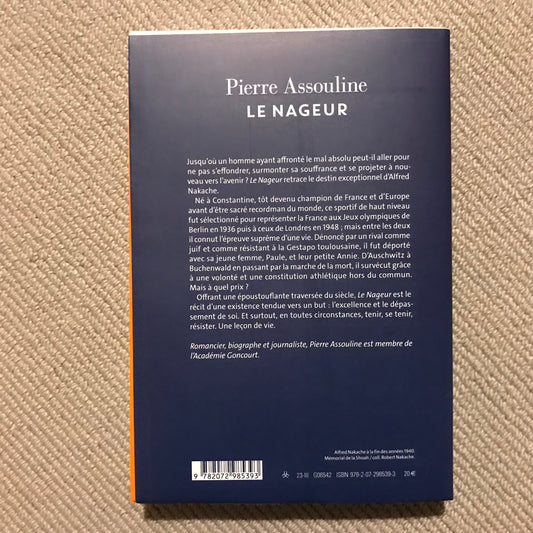 Pierre Assouline
LE NAGEUR
Jusqu'où un homme ayant affronté le mal absolu peut-il aller pour
ne pas s'effondrer, surmonter sa souffrance et se projeter à nou-
veau vers l'avenir ? Le Nageur retrace le destin exceptionnel d'Alfred
Nakache.
Né à Constantine, tôt devenu champion de France et d'Europe
avant d'être sacré recordman du monde, ce sportif de haut niveau
fut sélectionné pour représenter la France aux Jeux olympiques de
Berlin en 1936 puis à ceux de Londres en 1948 ; mais entre les deux
il connut l'épreuve suprême d'une vie. Dénoncé par un rival comme
juif et comme résistant à la Gestapo toulousaine, il fut déporté
avec sa jeune femme, Paule, et leur petite Annie. D'Auschwitz à
Buchenwald en passant par la marche de la mort, il survécut grâce
à une volonté et une constitution athlétique hors du commun.
Mais à quel prix ?
Offrant une époustouflante traversée du siècle, Le Nageur est le
récit d'une existence tendue vers un but : l'excellence et le dépas-
sement de soi. Et surtout, en toutes circonstances, tenir, se tenir,
résister. Une leçon de vie.
Romancier, biographe et journaliste, Pierre Assouline est membre de
l'Académie Goncourt.
Alfred Nakache à la fin des années 1940.
Mémorial de la Shoah / coll. Robert Nakache.
9 782072 985393
23-III G06542 ISBN 978-2-07-298539-3 20 €